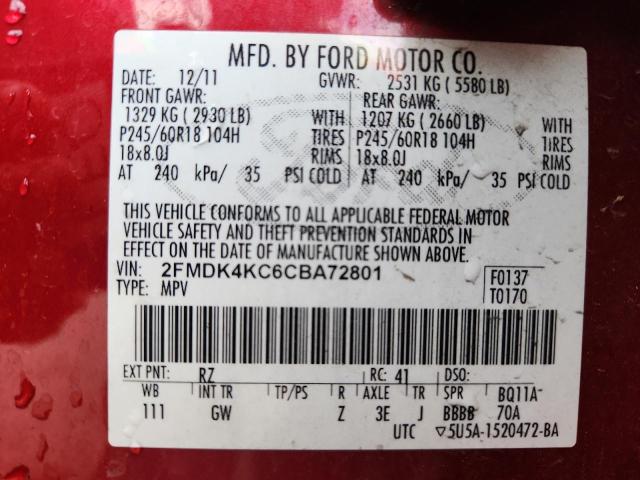 MFD. BY FORD MOTOR CO.
DATE: 12/11 GVWR: 2531 KG ( 5580 LB)
FRONT GAWR: REAR GAWR:
1329 KG ( 2930 LB) WITH 1207 KG ( 2660 LB) WITH
P245/60R18 104H TIRES P245/60R18 104H TIRES
18x8.0J RIMS 18x8.0J RIMS
AT 240 kPa/ 35 PSI COLD AT 240 kPa/ 35 PSI COLD
THIS VEHICLE CONFORMS TO ALL APPLICABLE FEDERAL MOTOR
VEHICLE SAFETY AND THEFT PREVENTION STANDARDS IN
EFFECT ON THE DATE OF MANUFACTURE SHOWN ABOVE.
VIN: 2FMDK4KC6CBA72801
TYPE: MPV
F0137
T0170
EXT PNT: RZ RC: 41 DSO:
WB INT TR TP/PS R AXLE TR SPR BQ11A
111 GW Z 3E J BBBB 70A
UTC ▽5U5A-1520472-BA